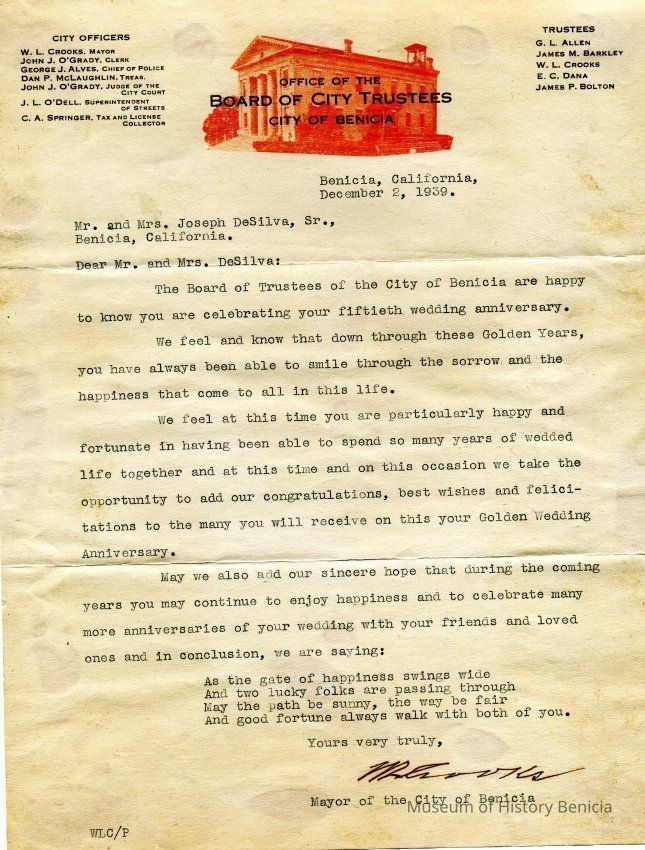 CITY OFFICERS
W. L. CROOKS, MAYOR
JOHN J. O'GRADY, CLERK
GEORGE J. ALVES, CHIEF OF POLICE
DAN P. MCLAUGHLIN, TREAS.
JOHN J. O'GRADY, JUDGE OF THE
CITY COURT
J. L. O'DELL, SUPERINTENDENT
OF STREETS
C. A. SPRINGER, TAX AND LICENSE
COLLECTOR
OFFICE OF THE
BOARD OF CITY TRUSTEES
CITY OF BENICIA
TRUSTEES
G. L. ALLEN
JAMES M. BARKLEY
W. L. CROOKS
E. C. DANA
JAMES P. BOLTON
Benicia, California,
December 2, 1939.
Mr. and Mrs. Joseph DeSilva, Sr.,
Benicia, California.
Dear Mr. and Mrs. DeSilva:
The Board of Trustees of the City of Benicia are happy
to know you are celebrating your fiftieth wedding anniversary.
We feel and know that down through these Golden Years,
you have always been able to smile through the sorrow and the
happiness that come to all in this life.
We feel at this time you are particularly happy and
fortunate in having been able to spend so many years of wedded
life together and at this time and on this occasion we take the
opportunity to add our congratulations, best wishes and felici-
tations to the many you will receive on this your Golden Wedding
Anniversary.
May we also add our sincere hope that during the coming
years you may continue to enjoy happiness and to celebrate many
more anniversaries of your wedding with your friends and loved
ones and in conclusion, we are saying:
As the gate of happiness swings wide
And two lucky folks are passing through
May the path be sunny, the way be fair
And good fortune always walk with both of you.
Yours very truly,
WLCrooks
Mayor of the City of Benicia
Museum of History Benicia
WLC/P